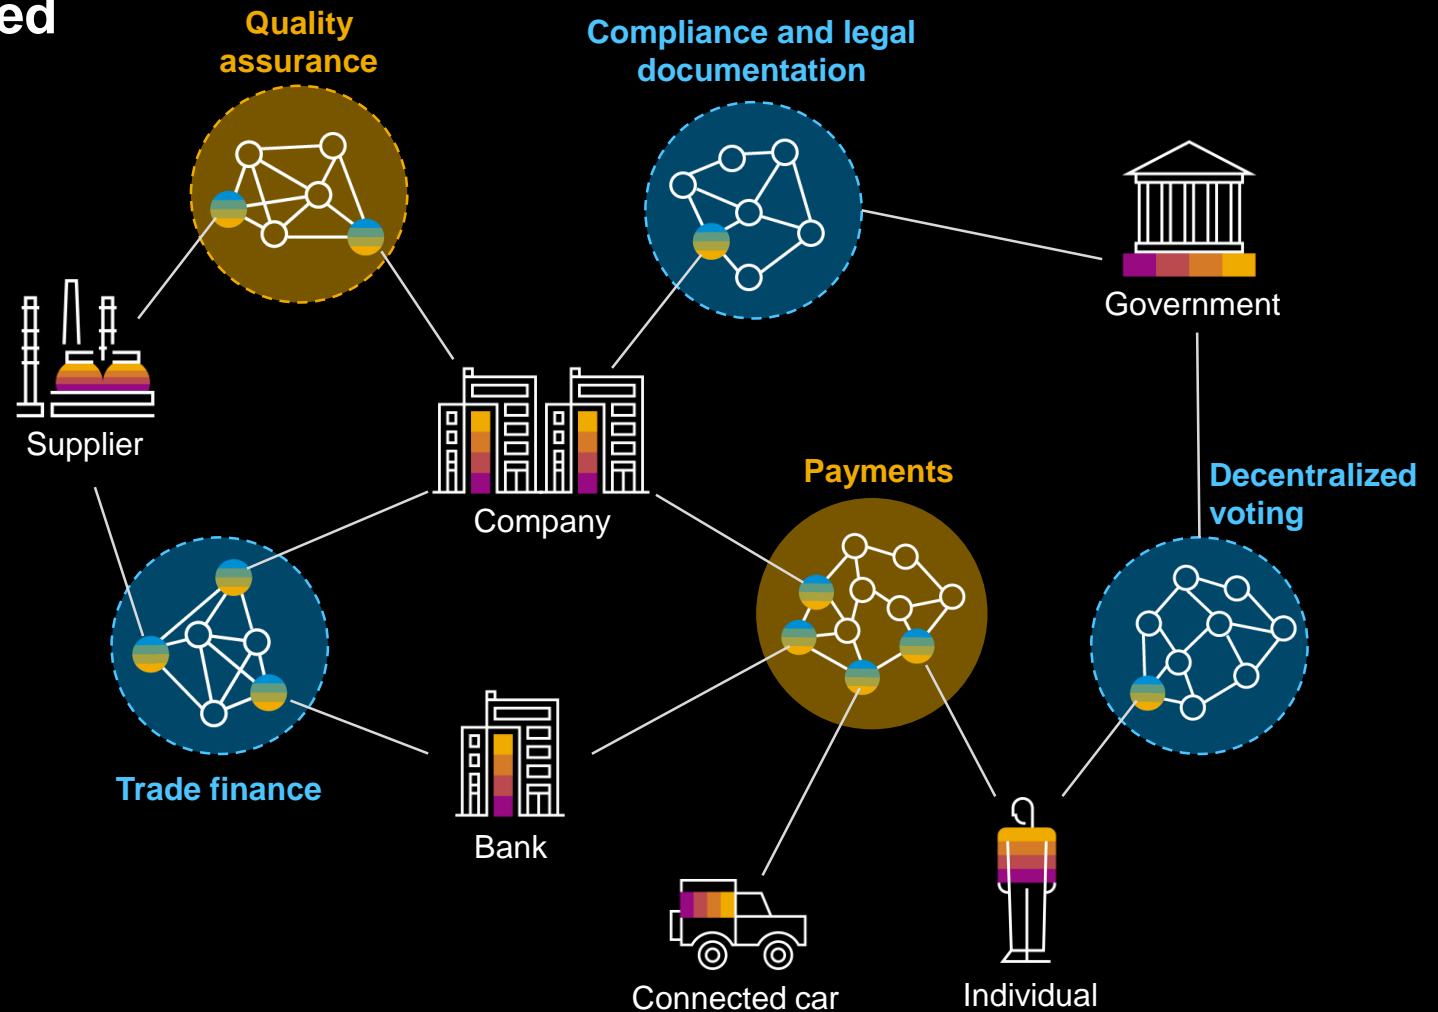 ed
Quality
assurance
Compliance and legal
documentation
Government
Supplier
Company
Payments
Decentralized
voting
Trade finance
Bank
Connected car
Individual